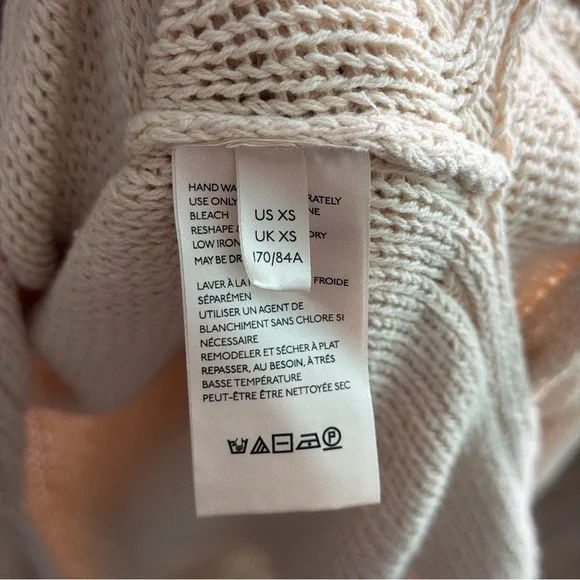 HAND WA
RATELY
USE ONLY
NE
BLEACH
RESHAPE &
DRY
LOW IRON
MAY BE DR
US XS
UK XS
170/84A
LAVER À LA
FROIDE
SÉPARÉMEN
UTILISER UN AGENT DE
BLANCHIMENT SANS CHLORE SI
NÉCESSAIRE
REMODELER ET SÉCHER À PLAT
REPASSER, AU BESOIN, À TRÉS
BASSE TEMPÉRATURE
PEUT-ÊTRE ÊTRE NETTOYÉE SEC
P